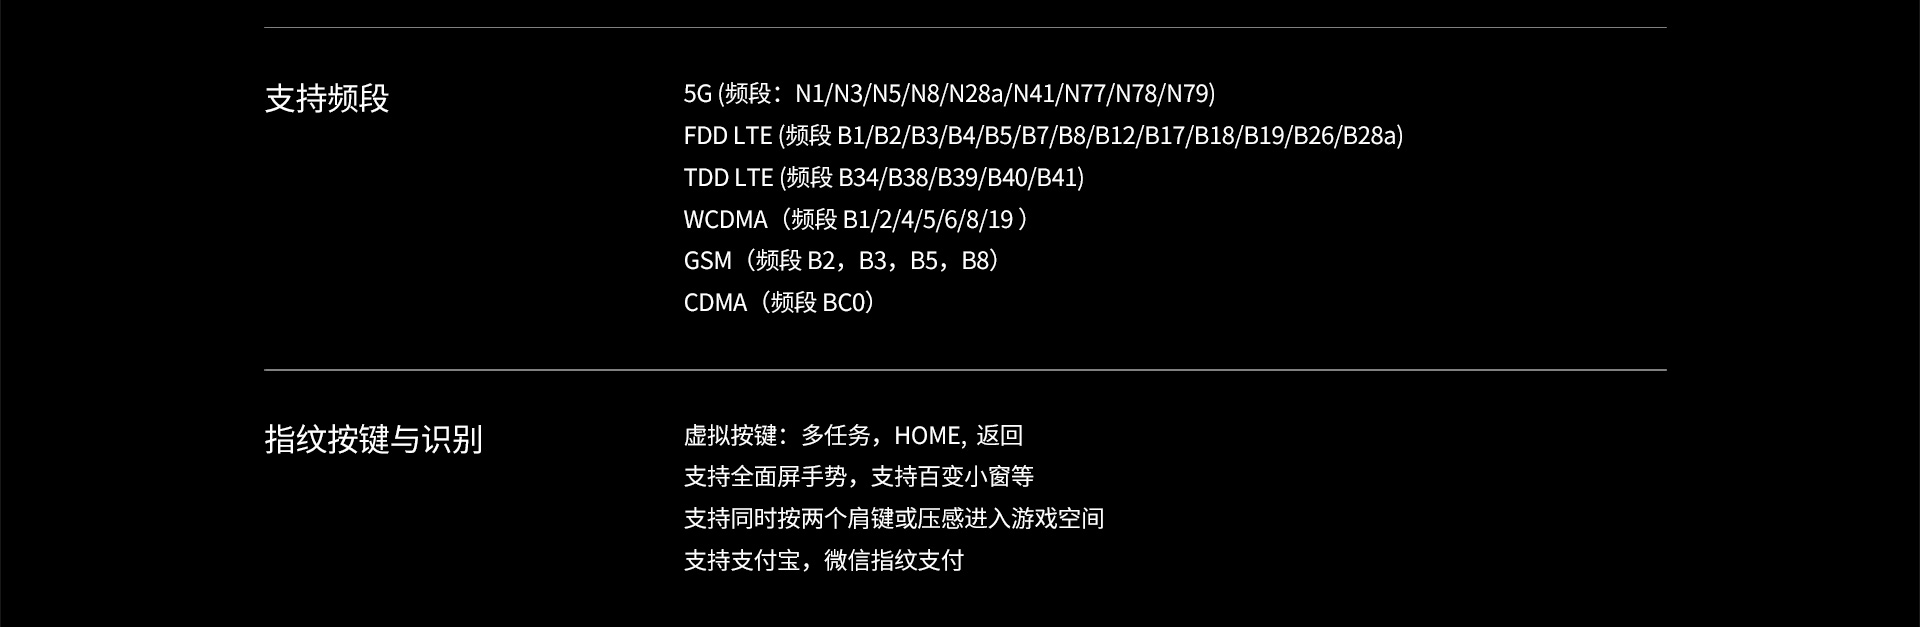 支持频段
5G (频段：N1/N3/N5/N8/N28a/N41/N77/N78/N79)
FDD LTE (频段 B1/B2/B3/B4/B5/B7/B8/B12/B17/B18/B19/B26/B28a)
TDD LTE (频段 B34/B38/B39/B40/B41)
WCDMA（频段 B1/2/4/5/6/8/19 ）
GSM（频段 B2，B3，B5，B8）
CDMA（频段 BC0）
指纹按键与识别
虚拟按键：多任务，HOME, 返回
支持全面屏手势，支持百变小窗等
支持同时按两个肩键或压感进入游戏空间
支持支付宝，微信指纹支付